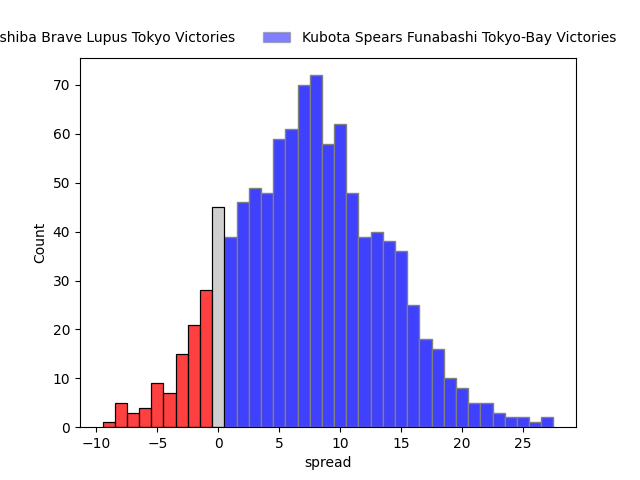 shiba Brave Lupus Tokyo Victories Kubota Spears Funabashi Tokyo-Bay Victories
70
60
50
40
30
20
10
0
Count
−10 −5 0 5 10 15 20 25
spread